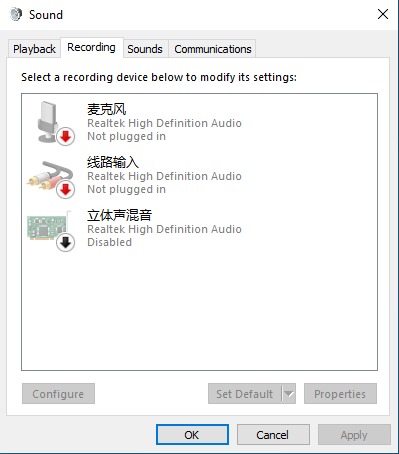 Sound
Playback Recording Sounds Communications
Select a recording device below to modify its settings:
麦克风
Realtek High Definition Audio
Not plugged in
线路输入
Realtek High Definition Audio
Not plugged in
立体声混音
Realtek High Definition Audio
Disabled
Configure Set Default Properties
OK Cancel Apply